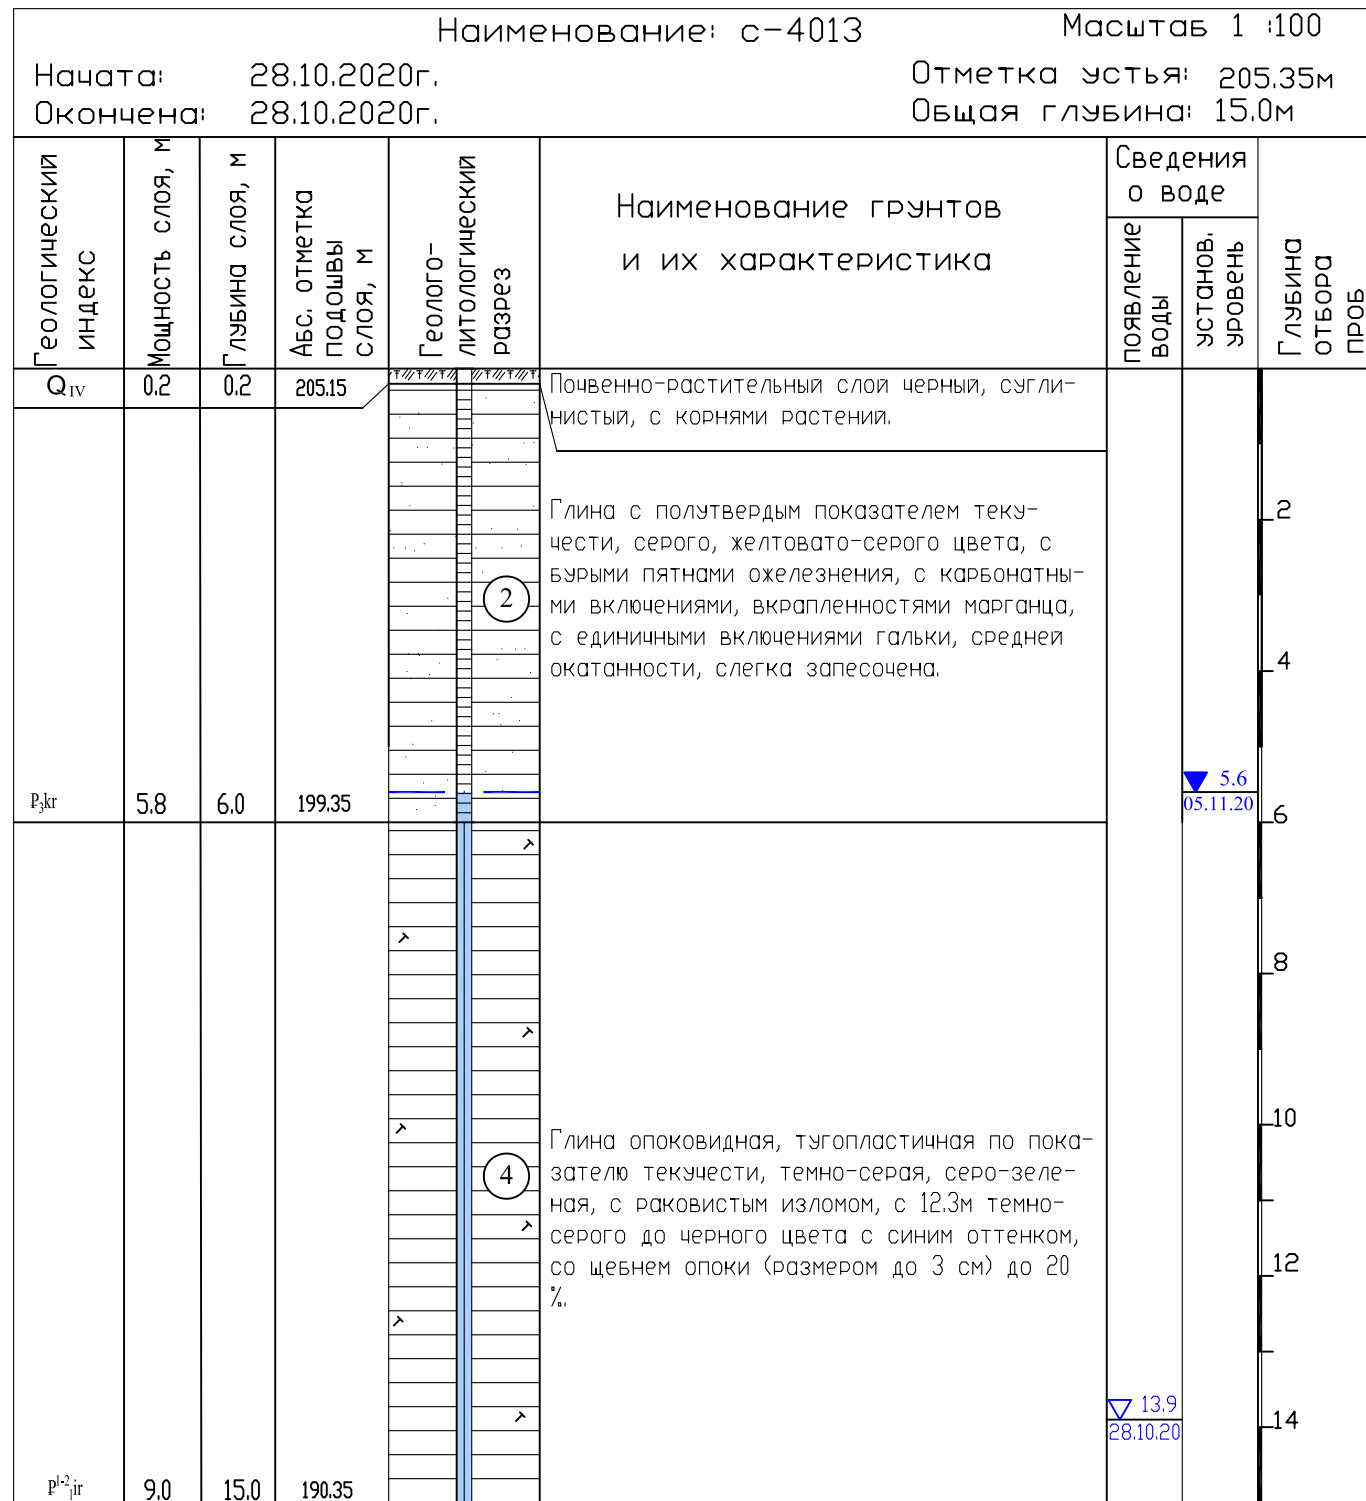 Наименование: с-4013
Масштаб 1 :100
Начата: 28.10.2020г.
Отметка устья: 205.35м
Окончена: 28.10.2020г.
Общая глубина: 15.0м
Геологический
индекс
Мощность слоя, м
Глубина слоя, м
Абс. отметка
подошвы
слоя, м
Геолого-
литологический
разрез
Наименование грунтов
и их характеристика
Сведения
о воде
появление
воды
установ.
уровень
Глубина
отбора
проб
QIV 0.2 0.2 205.15
Почвенно-растительный слой черный, сугли-
нистый, с корнями растений.
Глина с полутвердым показателем теку-
чести, серого, желтовато-серого цвета, с
бурыми пятнами ожелезнения, с карбонатны-
ми включениями, вкрапленностями марганца,
с единичными включениями гальки, средней
окатанности, слегка запесочена.
2
2
4
5.6
05.11.20
₽3kr 5.8 6.0 199.35
6
8
10
Глина опоковидная, тугопластичная по пока-
зателю текучести, темно-серая, серо-зеле-
ная, с раковистым изломом, с 12.3м темно-
серого до черного цвета с синим оттенком,
со щебнем опоки (размером до 3 см) до 20
%.
4
12
13.9
28.10.20
14
₽1-21ir 9.0 15.0 190.35